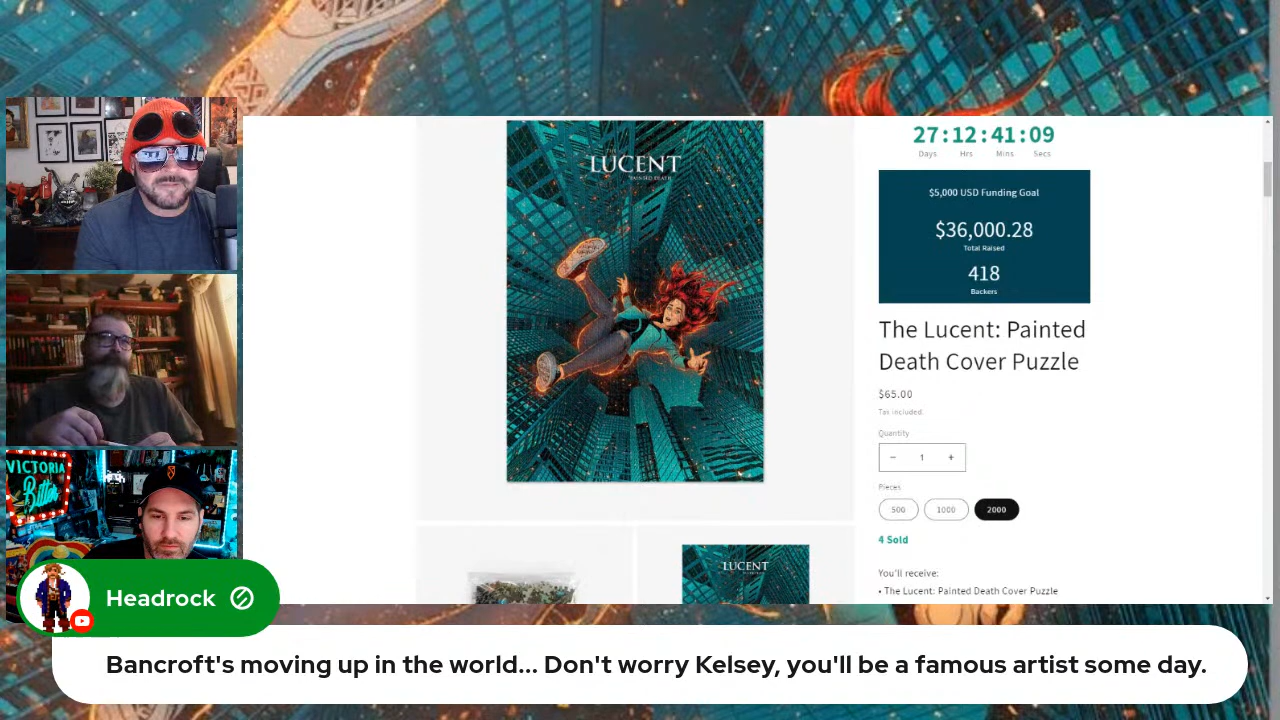 VICTORIA
Bitter
LUCENT
PAINTED DEATH
LUCENT
27:12:41:09
Days Hrs Mins Secs
$5,000 USD Funding Goal
$36,000.28
Total Raised
418
Backers
The Lucent: Painted
Death Cover Puzzle
$65.00
Tax included.
Quantity
− 1 +
Pieces
500 1000 2000
4 Sold
You'll receive:
• The Lucent: Painted Death Cover Puzzle
Headrock
Bancroft's moving up in the world... Don't worry Kelsey, you'll be a famous artist some day.